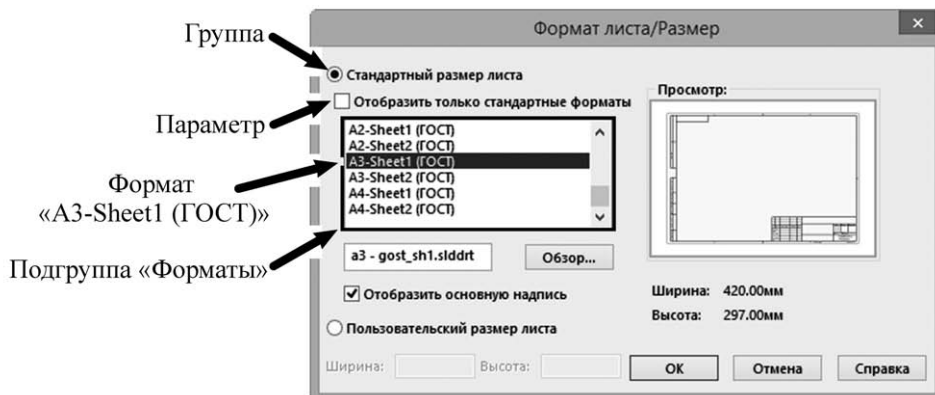 Группа
Параметр
Формат
«A3-Sheet1 (ГОСТ)»
Подгруппа «Форматы»
Формат листа/Размер
Стандартный размер листа
Отобразить только стандартные форматы
A2-Sheet1 (ГОСТ)
A2-Sheet2 (ГОСТ)
A3-Sheet1 (ГОСТ)
A3-Sheet2 (ГОСТ)
A4-Sheet1 (ГОСТ)
A4-Sheet2 (ГОСТ)
a3 - gost_sh1.slddrt
Обзор...
Отобразить основную надпись
Пользовательский размер листа
Ширина:
Высота:
Просмотр:
Ширина: 420.00мм
Высота: 297.00мм
OK
Отмена
Справка